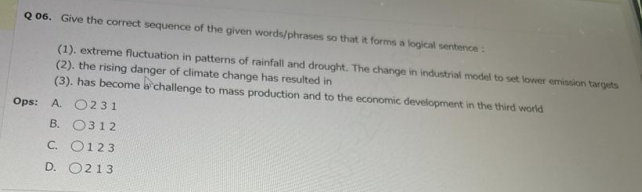 Q 06. Give the correct sequence of the given words/phrases so that it forms a logical sentence :
(1). extreme fluctuation in patterns of rainfall and drought. The change in industrial model to set lower emission targets
(2). the rising danger of climate change has resulted in
(3). has become a challenge to mass production and to the economic development in the third world
Ops: A. 2 3 1
B. 3 1 2
C. 1 2 3
D. 2 1 3